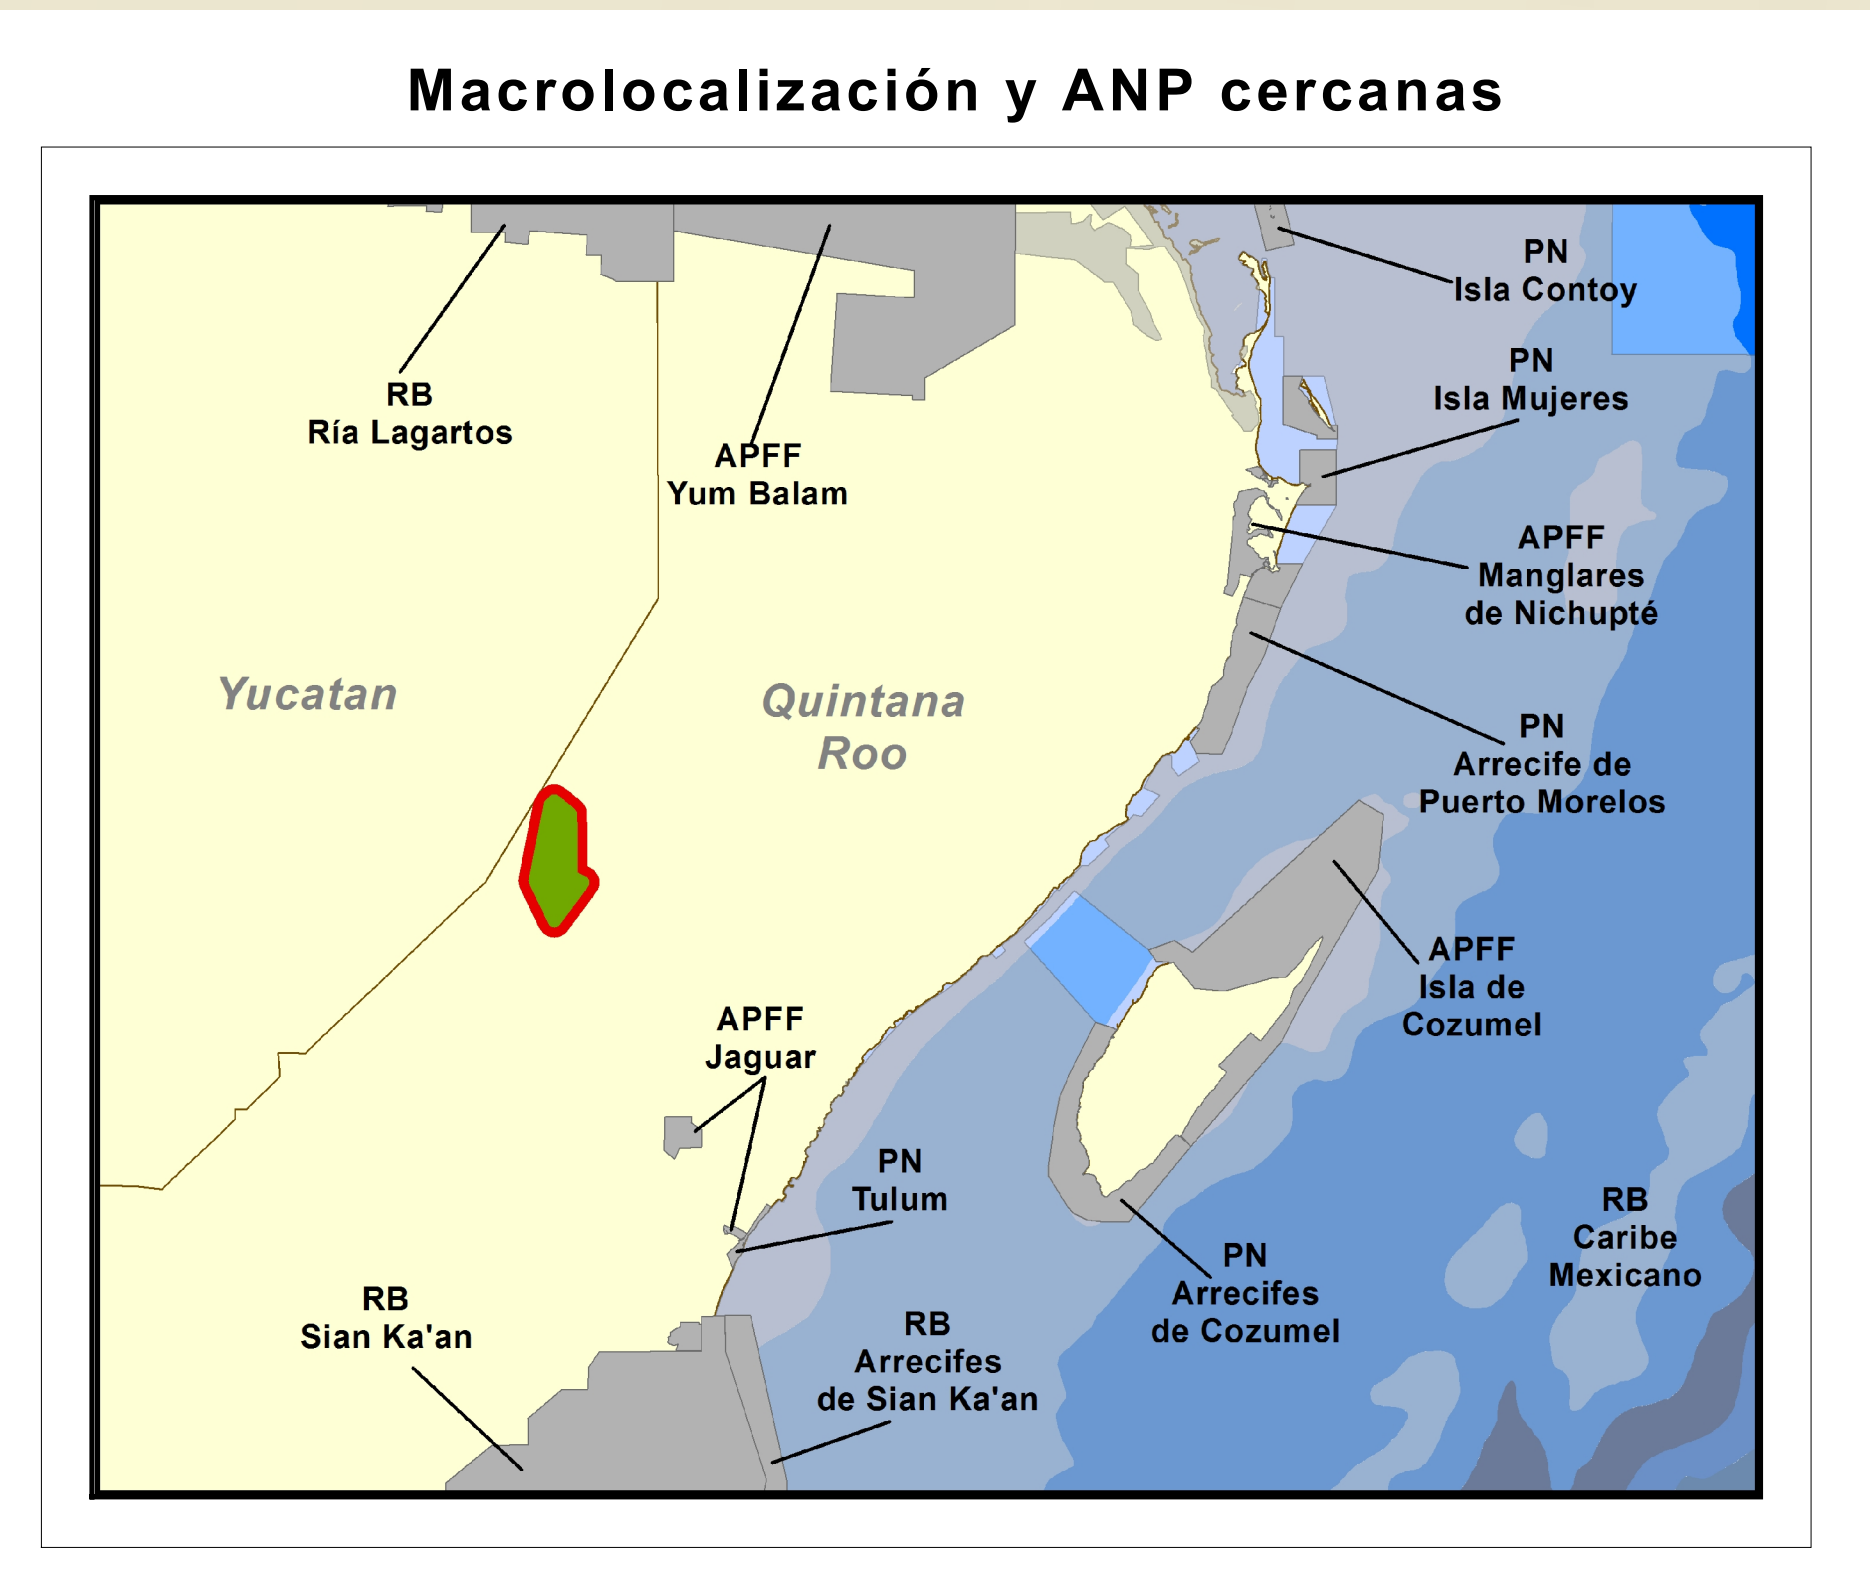 Macrolocalización y ANP cercanas
PN
Isla Contoy
PN
Isla Mujeres
RB
Ría Lagartos
APFF
Yum Balam
APFF
Manglares
de Nichupté
Yucatan
Quintana
Roo
PN
Arrecife de
Puerto Morelos
APFF
Isla de
Cozumel
APFF
Jaguar
PN
Tulum
RB
Caribe
Mexicano
PN
Arrecifes
de Cozumel
RB
Sian Ka'an
RB
Arrecifes
de Sian Ka'an